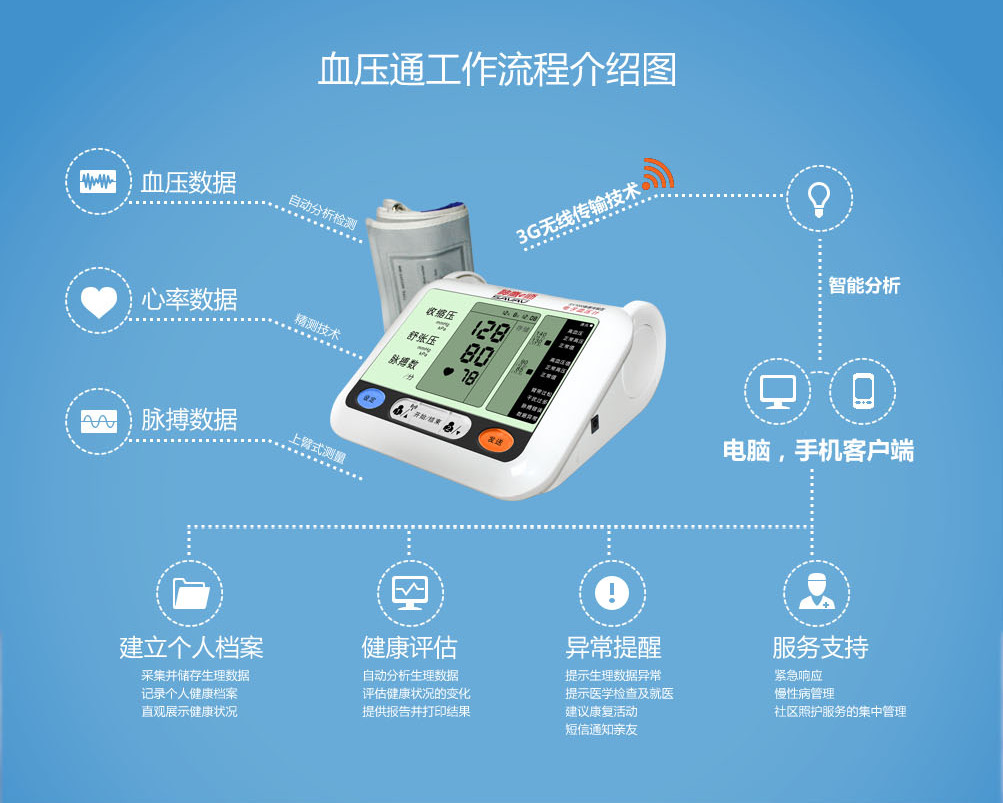 血压通工作流程介绍图
血压数据
自动分析检测
心率数据
精测技术
脉搏数据
上臂式测量
3G无线传输技术
智能分析
电脑，手机客户端
收缩压
mmHg
kPa
128
舒张压
mmHg
kPa
80
脉搏数
/分
78
设定
开始/结束
发送
建立个人档案
采集并储存生理数据
记录个人健康档案
直观展示健康状况
健康评估
自动分析生理数据
评估健康状况的变化
提供报告并打印结果
异常提醒
提示生理数据异常
提示医学检查及就医
建议康复活动
短信通知亲友
服务支持
紧急响应
慢性病管理
社区照护服务的集中管理